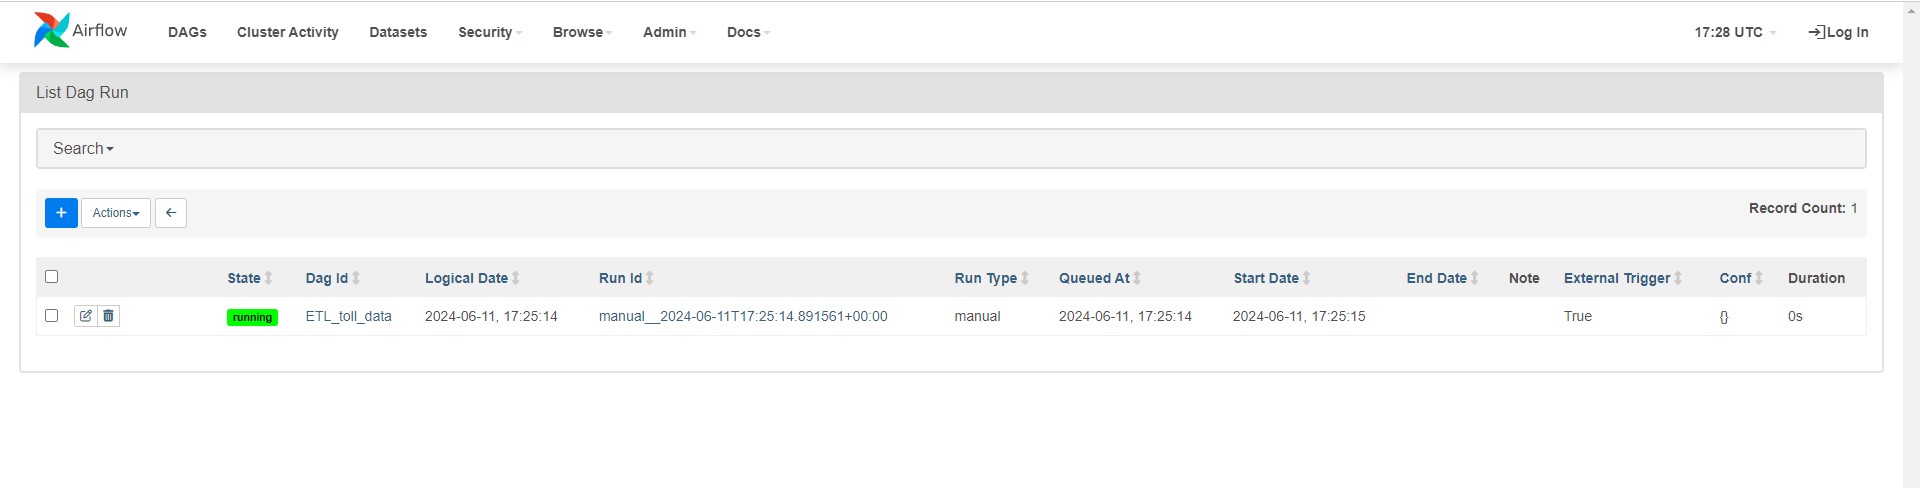 Airflow DAGs Cluster Activity Datasets Security Browse Admin Docs 17:28 UTC Log In
List Dag Run
Search
+ Actions Record Count: 1
State Dag Id Logical Date Run Id Run Type Queued At Start Date End Date Note External Trigger Conf Duration
running ETL_toll_data 2024-06-11, 17:25:14 manual__2024-06-11T17:25:14.891561+00:00 manual 2024-06-11, 17:25:14 2024-06-11, 17:25:15 True {} 0s